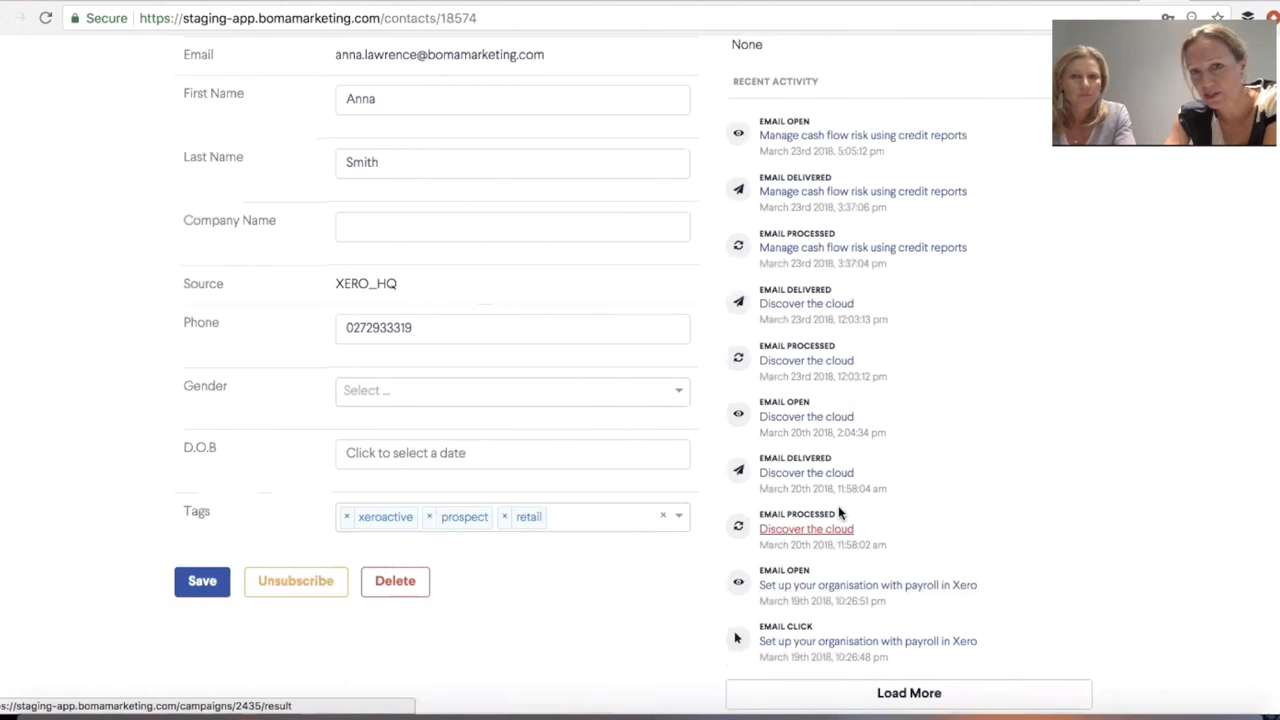 Secure
https://staging-app.bomamarketing.com/contacts/18574
Email
anna.lawrence@bomamarketing.com
First Name
Anna
Last Name
Smith
Company Name
Source
XERO_HQ
Phone
0272933319
Gender
Select ...
D.O.B
Click to select a date
Tags
× xeroactive × prospect × retail ×
Save
Unsubscribe
Delete
None
RECENT ACTIVITY
EMAIL OPEN
Manage cash flow risk using credit reports
March 23rd 2018, 5:05:12 pm
EMAIL DELIVERED
Manage cash flow risk using credit reports
March 23rd 2018, 3:37:06 pm
EMAIL PROCESSED
Manage cash flow risk using credit reports
March 23rd 2018, 3:37:04 pm
EMAIL DELIVERED
Discover the cloud
March 23rd 2018, 12:03:13 pm
EMAIL PROCESSED
Discover the cloud
March 23rd 2018, 12:03:12 pm
EMAIL OPEN
Discover the cloud
March 20th 2018, 2:04:34 pm
EMAIL DELIVERED
Discover the cloud
March 20th 2018, 11:58:04 am
EMAIL PROCESSED
Discover the cloud
March 20th 2018, 11:58:02 am
EMAIL OPEN
Set up your organisation with payroll in Xero
March 19th 2018, 10:26:51 pm
EMAIL CLICK
Set up your organisation with payroll in Xero
March 19th 2018, 10:26:48 pm
Load More
ps://staging-app.bomamarketing.com/campaigns/2435/result